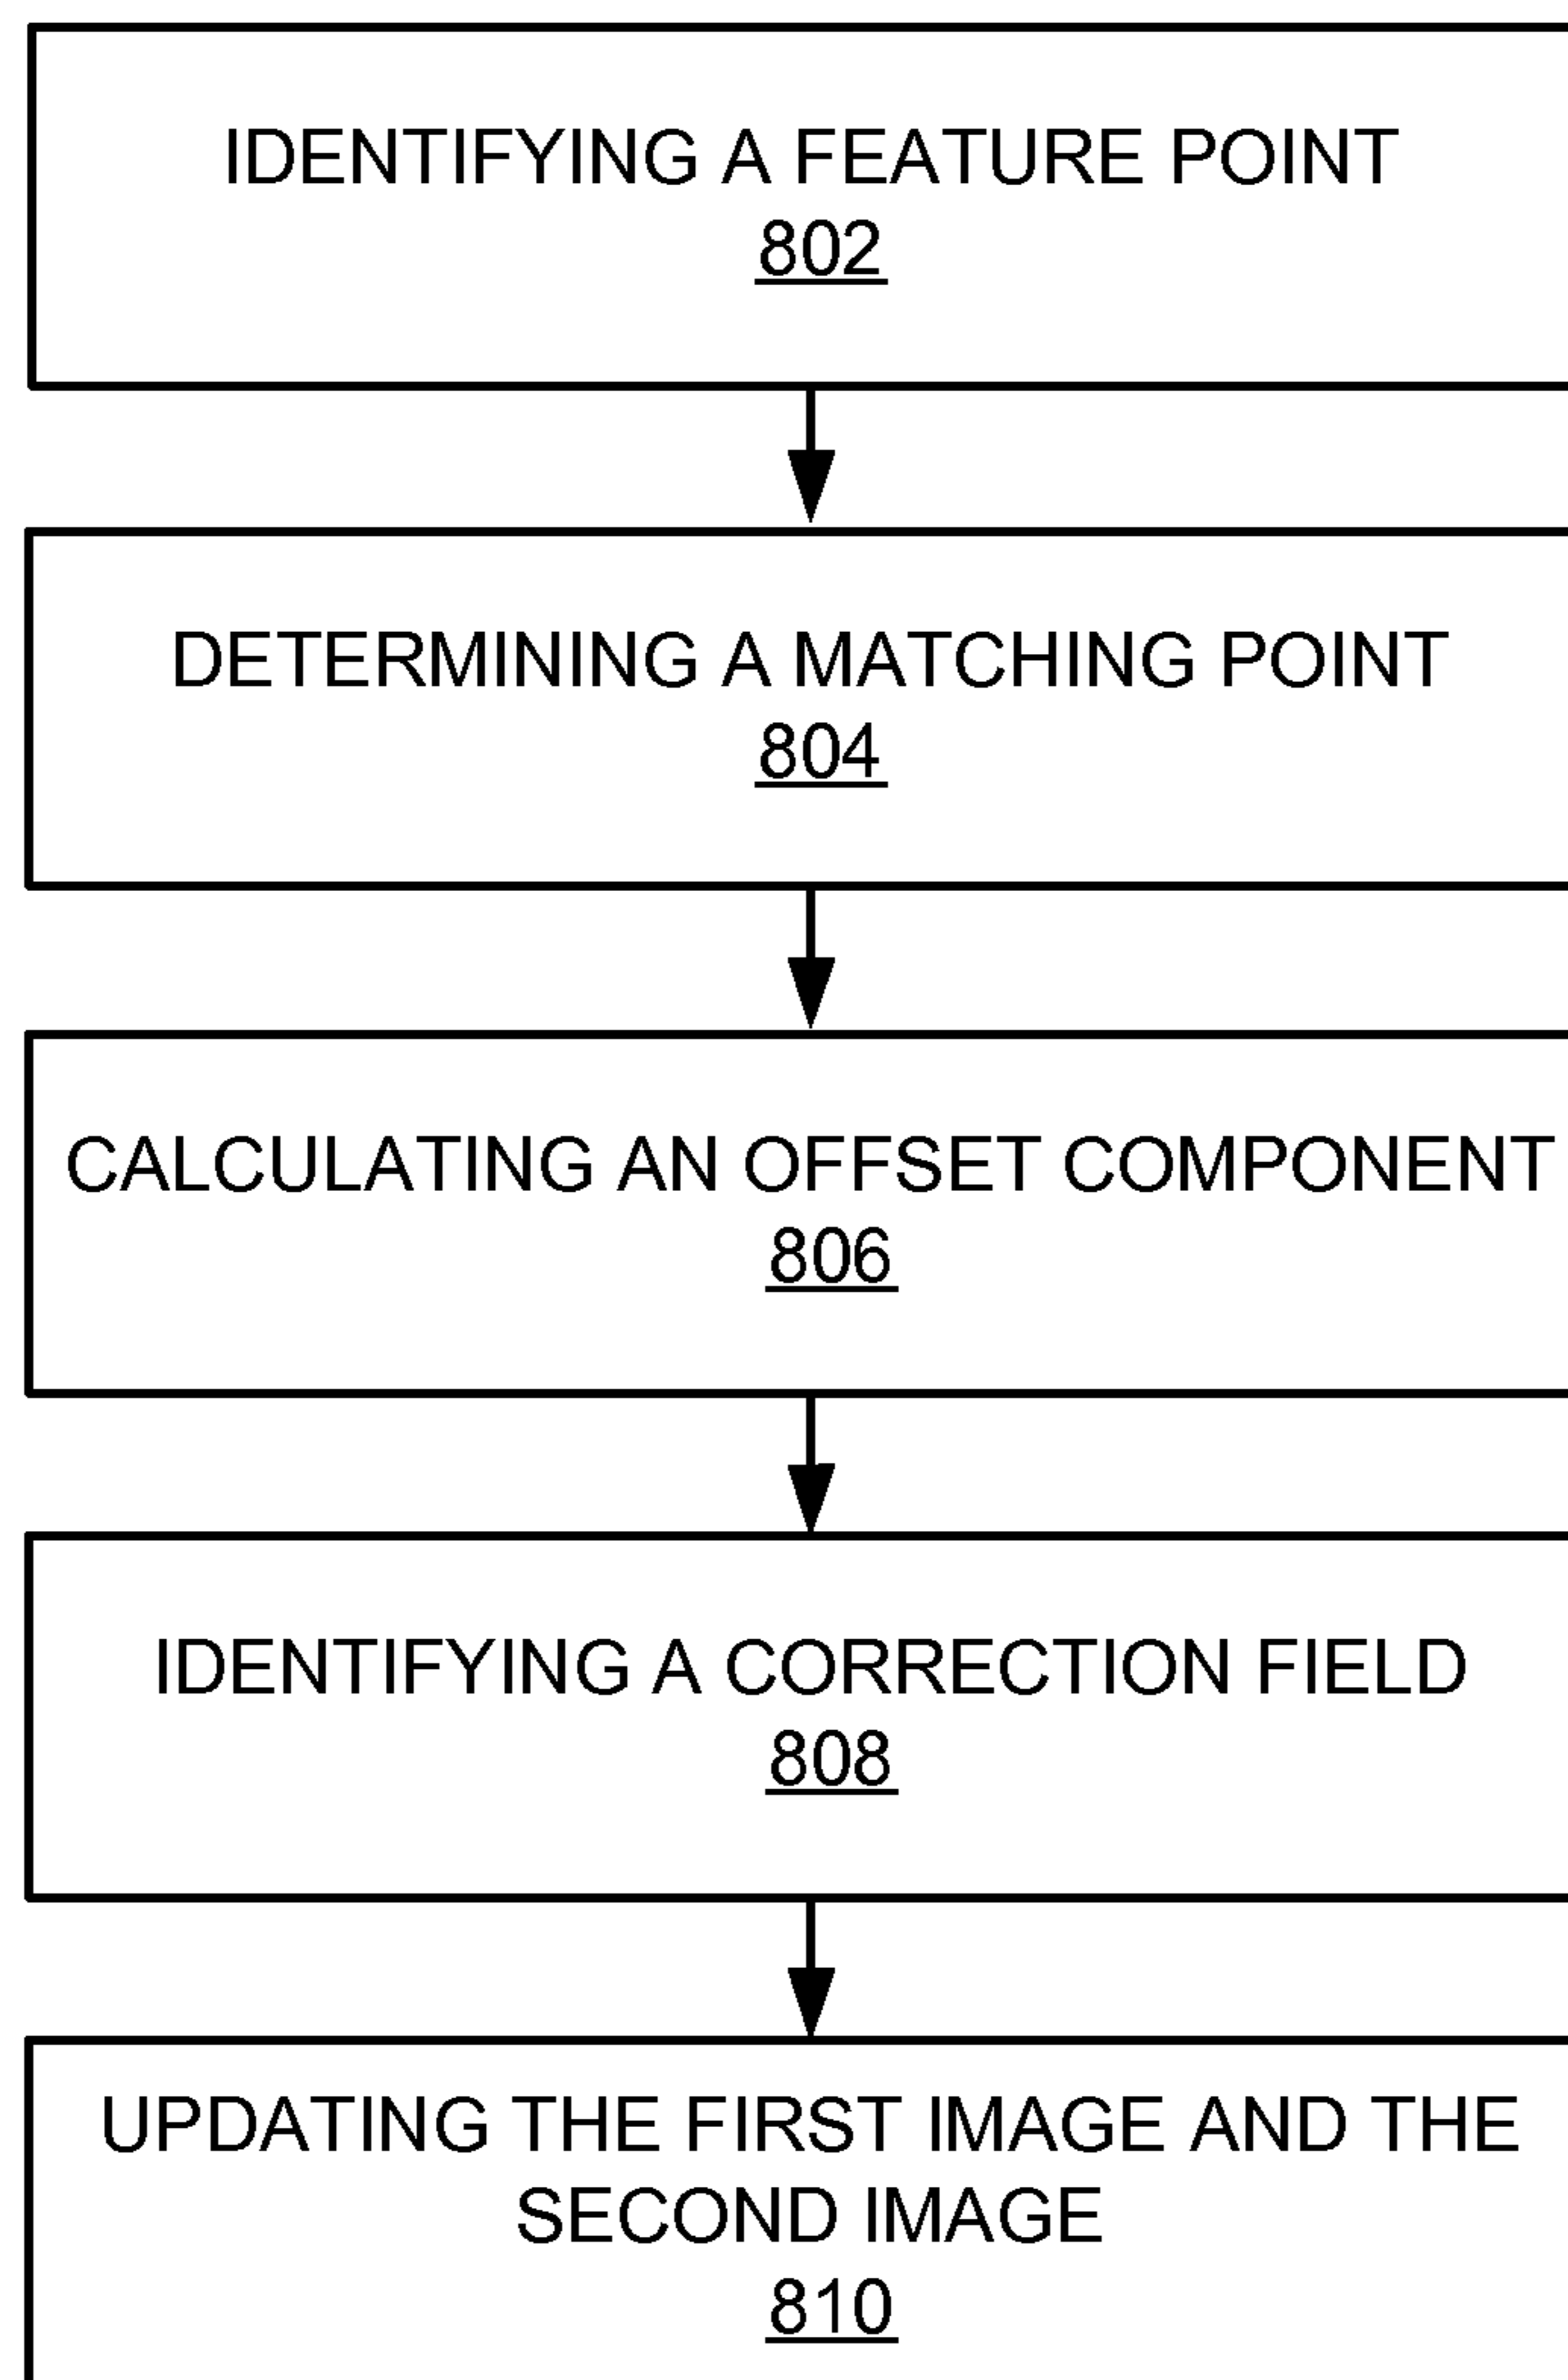 IDENTIFYING A FEATURE POINT
802
DETERMINING A MATCHING POINT
804
CALCULATING AN OFFSET COMPONENT
806
IDENTIFYING A CORRECTION FIELD
808
UPDATING THE FIRST IMAGE AND THE
SECOND IMAGE
810